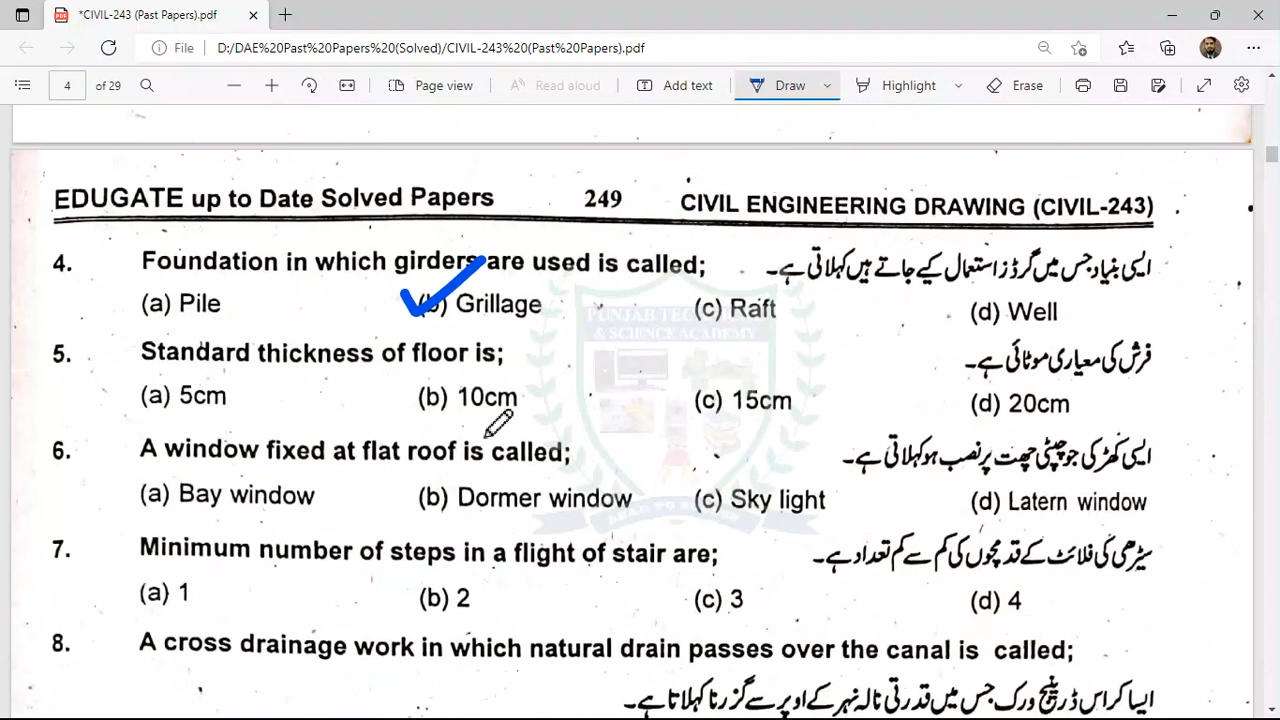 *CIVIL-243 (Past Papers).pdf
File D:/DAE%20Past%20Papers%20(Solved)/CIVIL-243%20(Past%20Papers).pdf
4 of 29 Page view Read aloud Add text Draw Highlight Erase
EDUGATE up to Date Solved Papers 249 CIVIL ENGINEERING DRAWING (CIVIL-243)
4. Foundation in which girders are used is called; ایسی بنیاد جس میں گرڈرز استعمال کیے جاتے ہیں کہلاتی ہے۔
(a) Pile (b) Grillage (c) Raft (d) Well
PUNJAB TEC
& SCIENCE ACADEMY
5. Standard thickness of floor is; فرش کی معیاری موٹائی ہے۔
(a) 5cm (b) 10cm (c) 15cm (d) 20cm
6. A window fixed at flat roof is called; ایسی کھڑکی جو چپٹی چھت پر نصب ہو کہلاتی ہے۔
(a) Bay window (b) Dormer window (c) Sky light (d) Latern window
7. Minimum number of steps in a flight of stair are; سیڑھی کی فلائٹ کے قدمچوں کی کم سے کم تعداد ہے۔
(a) 1 (b) 2 (c) 3 (d) 4
8. A cross drainage work in which natural drain passes over the canal is called;
ایسا کراس ڈرینیج ورک جس میں قدرتی نالہ نہر کے اوپر سے گزرنا کہلاتا ہے۔